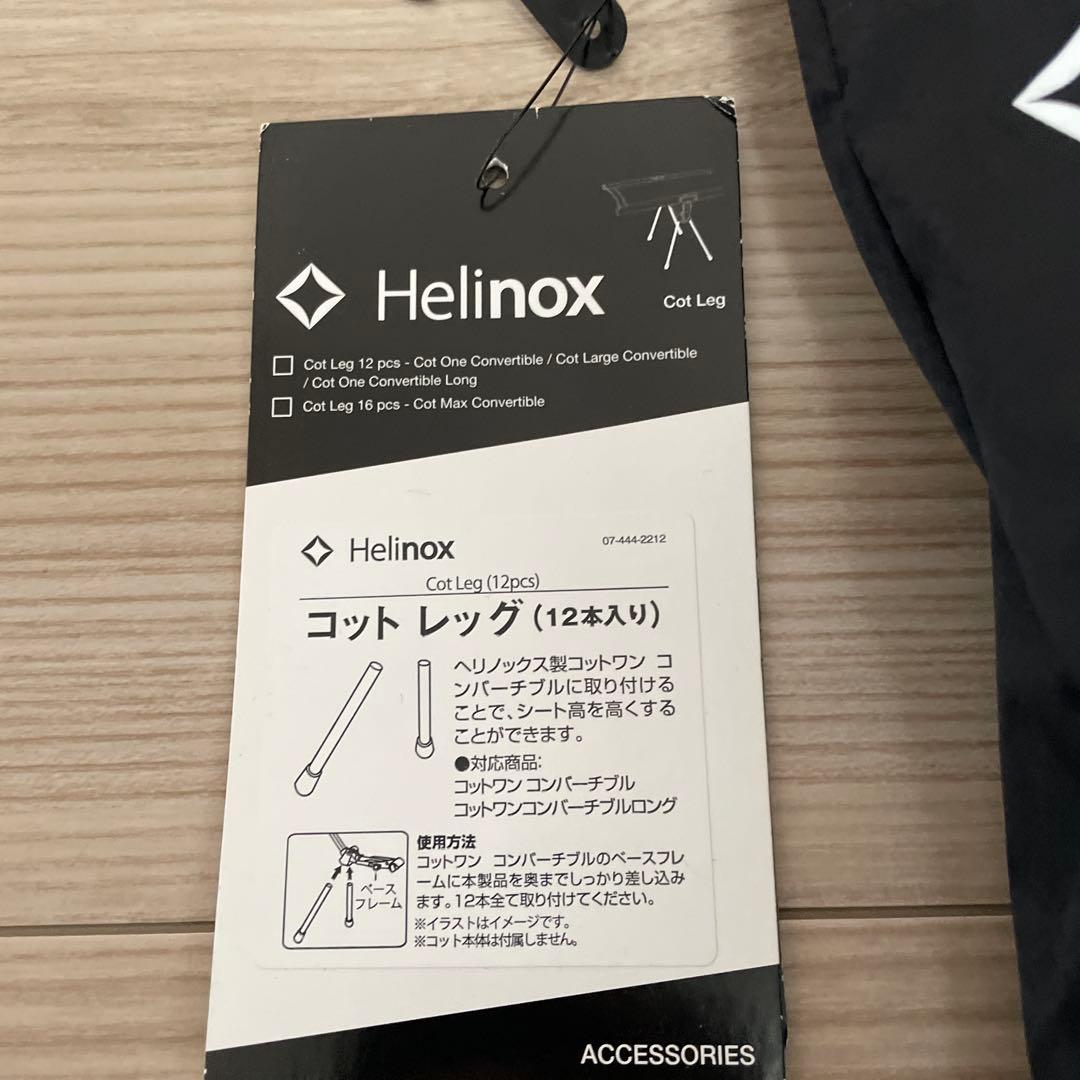 Helinox
Cot Leg
Cot Leg 12 pcs - Cot One Convertible / Cot Large Convertible
/ Cot One Convertible Long
Cot Leg 16 pcs - Cot Max Convertible
Helinox
07-444-2212
Cot Leg (12pcs)
コット レッグ(12本入り)
ヘリノックス製コットワン コ
ンバーチブルに取り付ける
ことで、シート高を高くする
ことができます。
●対応商品:
コットワン コンバーチブル
コットワンコンバーチブルロング
ベース
フレーム
使用方法
コットワン コンバーチブルのベースフレ
ームに本製品を奥までしっかり差し込み
ます。12本全て取り付けてください。
※イラストはイメージです。
※コット本体は付属しません。
ACCESSORIES